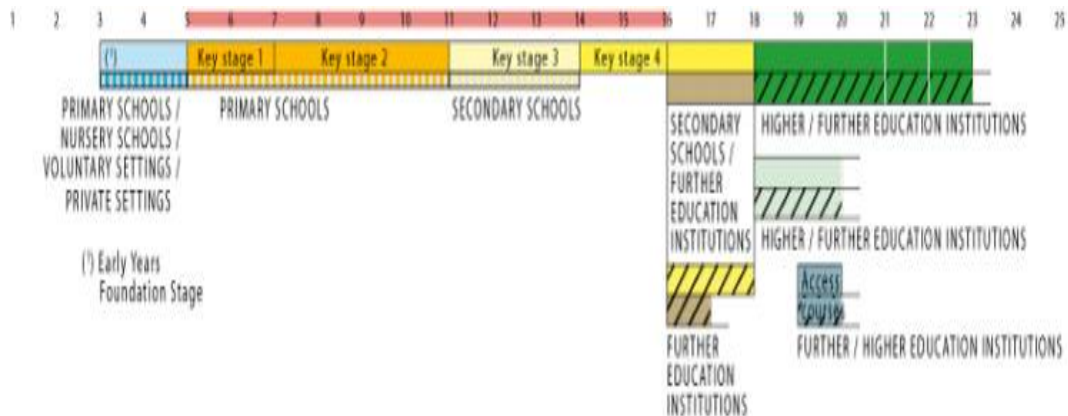 1 2 3 4 5 6 7 8 9 10 11 12 13 14 15 16 17 18 19 20 21 22 23 24 25
(¹) Key stage 1 Key stage 2 Key stage 3 Key stage 4
PRIMARY SCHOOLS /
NURSERY SCHOOLS /
VOLUNTARY SETTINGS /
PRIVATE SETTINGS
PRIMARY SCHOOLS
SECONDARY SCHOOLS
SECONDARY
SCHOOLS /
FURTHER
EDUCATION
INSTITUTIONS
HIGHER / FURTHER EDUCATION INSTITUTIONS
HIGHER / FURTHER EDUCATION INSTITUTIONS
(¹) Early Years
Foundation Stage
Access
course
FURTHER / HIGHER EDUCATION INSTITUTIONS
FURTHER
EDUCATION
INSTITUTIONS